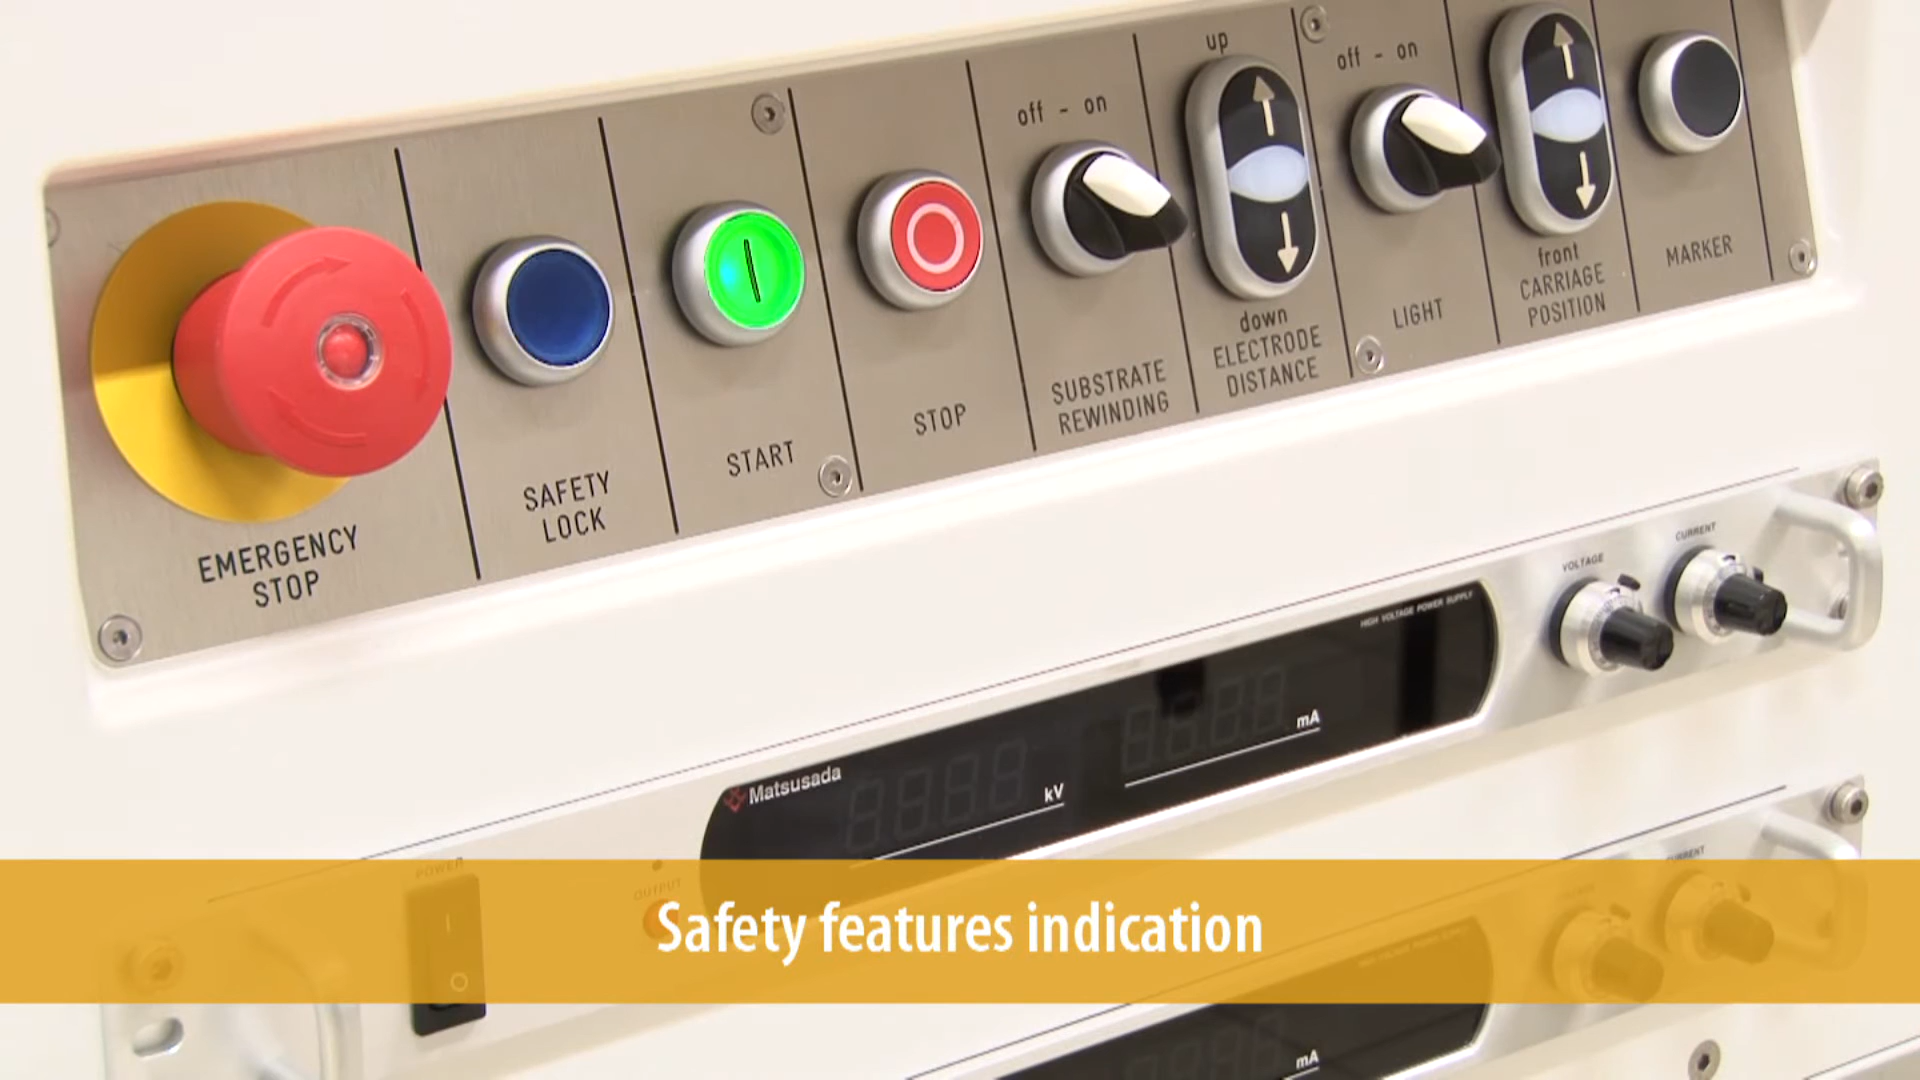 EMERGENCY
STOP
SAFETY
LOCK
START
STOP
off - on
SUBSTRATE
REWINDING
up
down
ELECTRODE
DISTANCE
off - on
LIGHT
front
CARRIAGE
POSITION
MARKER
VOLTAGE
CURRENT
HIGH VOLTAGE POWER SUPPLY
Matsusada
kV
mA
POWER
OUTPUT
CURRENT
Safety features indication
mA